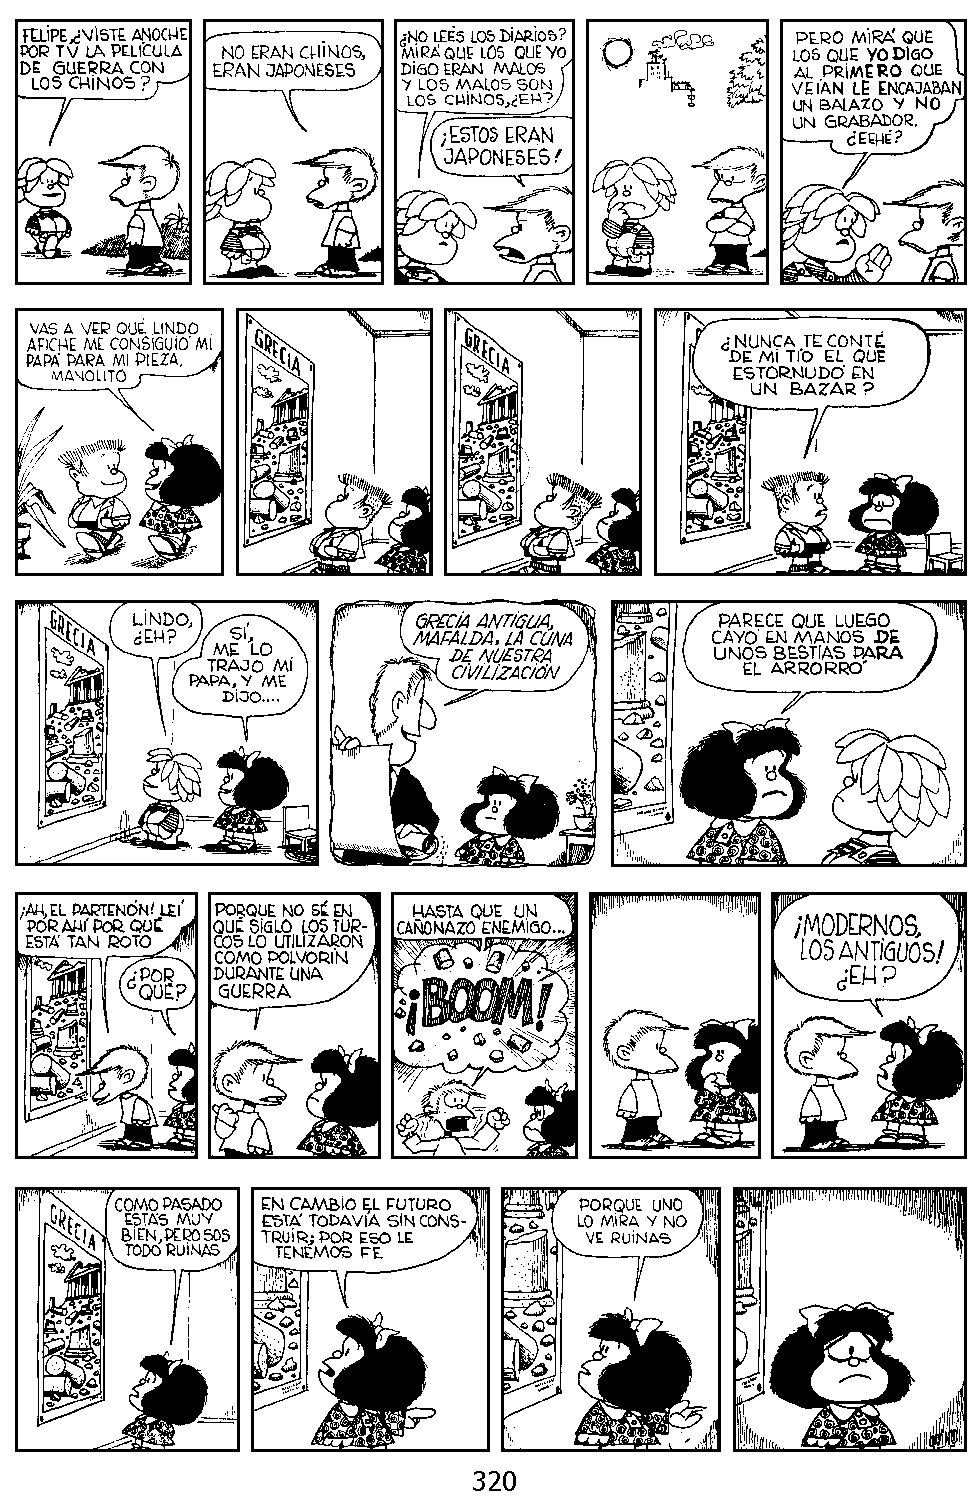 FELIPE, ¿VISTE ANOCHE
POR TV LA PELÍCULA
DE GUERRA CON
LOS CHINOS?
NO ERAN CHINOS,
ERAN JAPONESES
¿NO LEÉS LOS DIARIOS?
MIRÁ QUE LOS QUE YO
DIGO ERAN MALOS
Y LOS MALOS SON
LOS CHINOS, ¿EH?
¡ESTOS ERAN
JAPONESES!
PERO MIRÁ QUE
LOS QUE YO DIGO
AL PRIMERO QUE
VEÍAN LE ENCAJABAN
UN BALAZO Y NO
UN GRABADOR.
¿EEHÉ?
VAS A VER QUÉ LINDO
AFICHE ME CONSIGUIÓ MI
PAPÁ PARA MI PIEZA,
MANOLITO
GRECIA
GRECIA
¿NUNCA TE CONTÉ
DE MI TÍO EL QUE
ESTORNUDÓ EN
UN BAZAR?
GRECIA
LINDO,
¿EH?
SÍ,
ME LO
TRAJO MI
PAPÁ, Y ME
DIJO....
GRECIA ANTIGUA,
MAFALDA. LA CUNA
DE NUESTRA
CIVILIZACIÓN
PARECE QUE LUEGO
CAYÓ EN MANOS DE
UNOS BESTIAS PARA
EL ARRORRÓ
¡AH, EL PARTENÓN! LEÍ
POR AHÍ POR QUÉ
ESTÁ TAN ROTO
¿POR
QUÉ?
PORQUE NO SÉ EN
QUÉ SIGLO LOS TUR-
COS LO UTILIZARON
COMO POLVORÍN
DURANTE UNA
GUERRA
HASTA QUE UN
CAÑONAZO ENEMIGO...
¡BOOM!
¡MODERNOS,
LOS ANTIGUOS!
¿EH?
GRECIA
COMO PASADO
ESTÁS MUY
BIEN, PERO SOS
TODO RUINAS
EN CAMBIO EL FUTURO
ESTÁ TODAVÍA SIN CONS-
TRUIR; POR ESO LE
TENEMOS FE
PORQUE UNO
LO MIRA Y NO
VE RUINAS
320